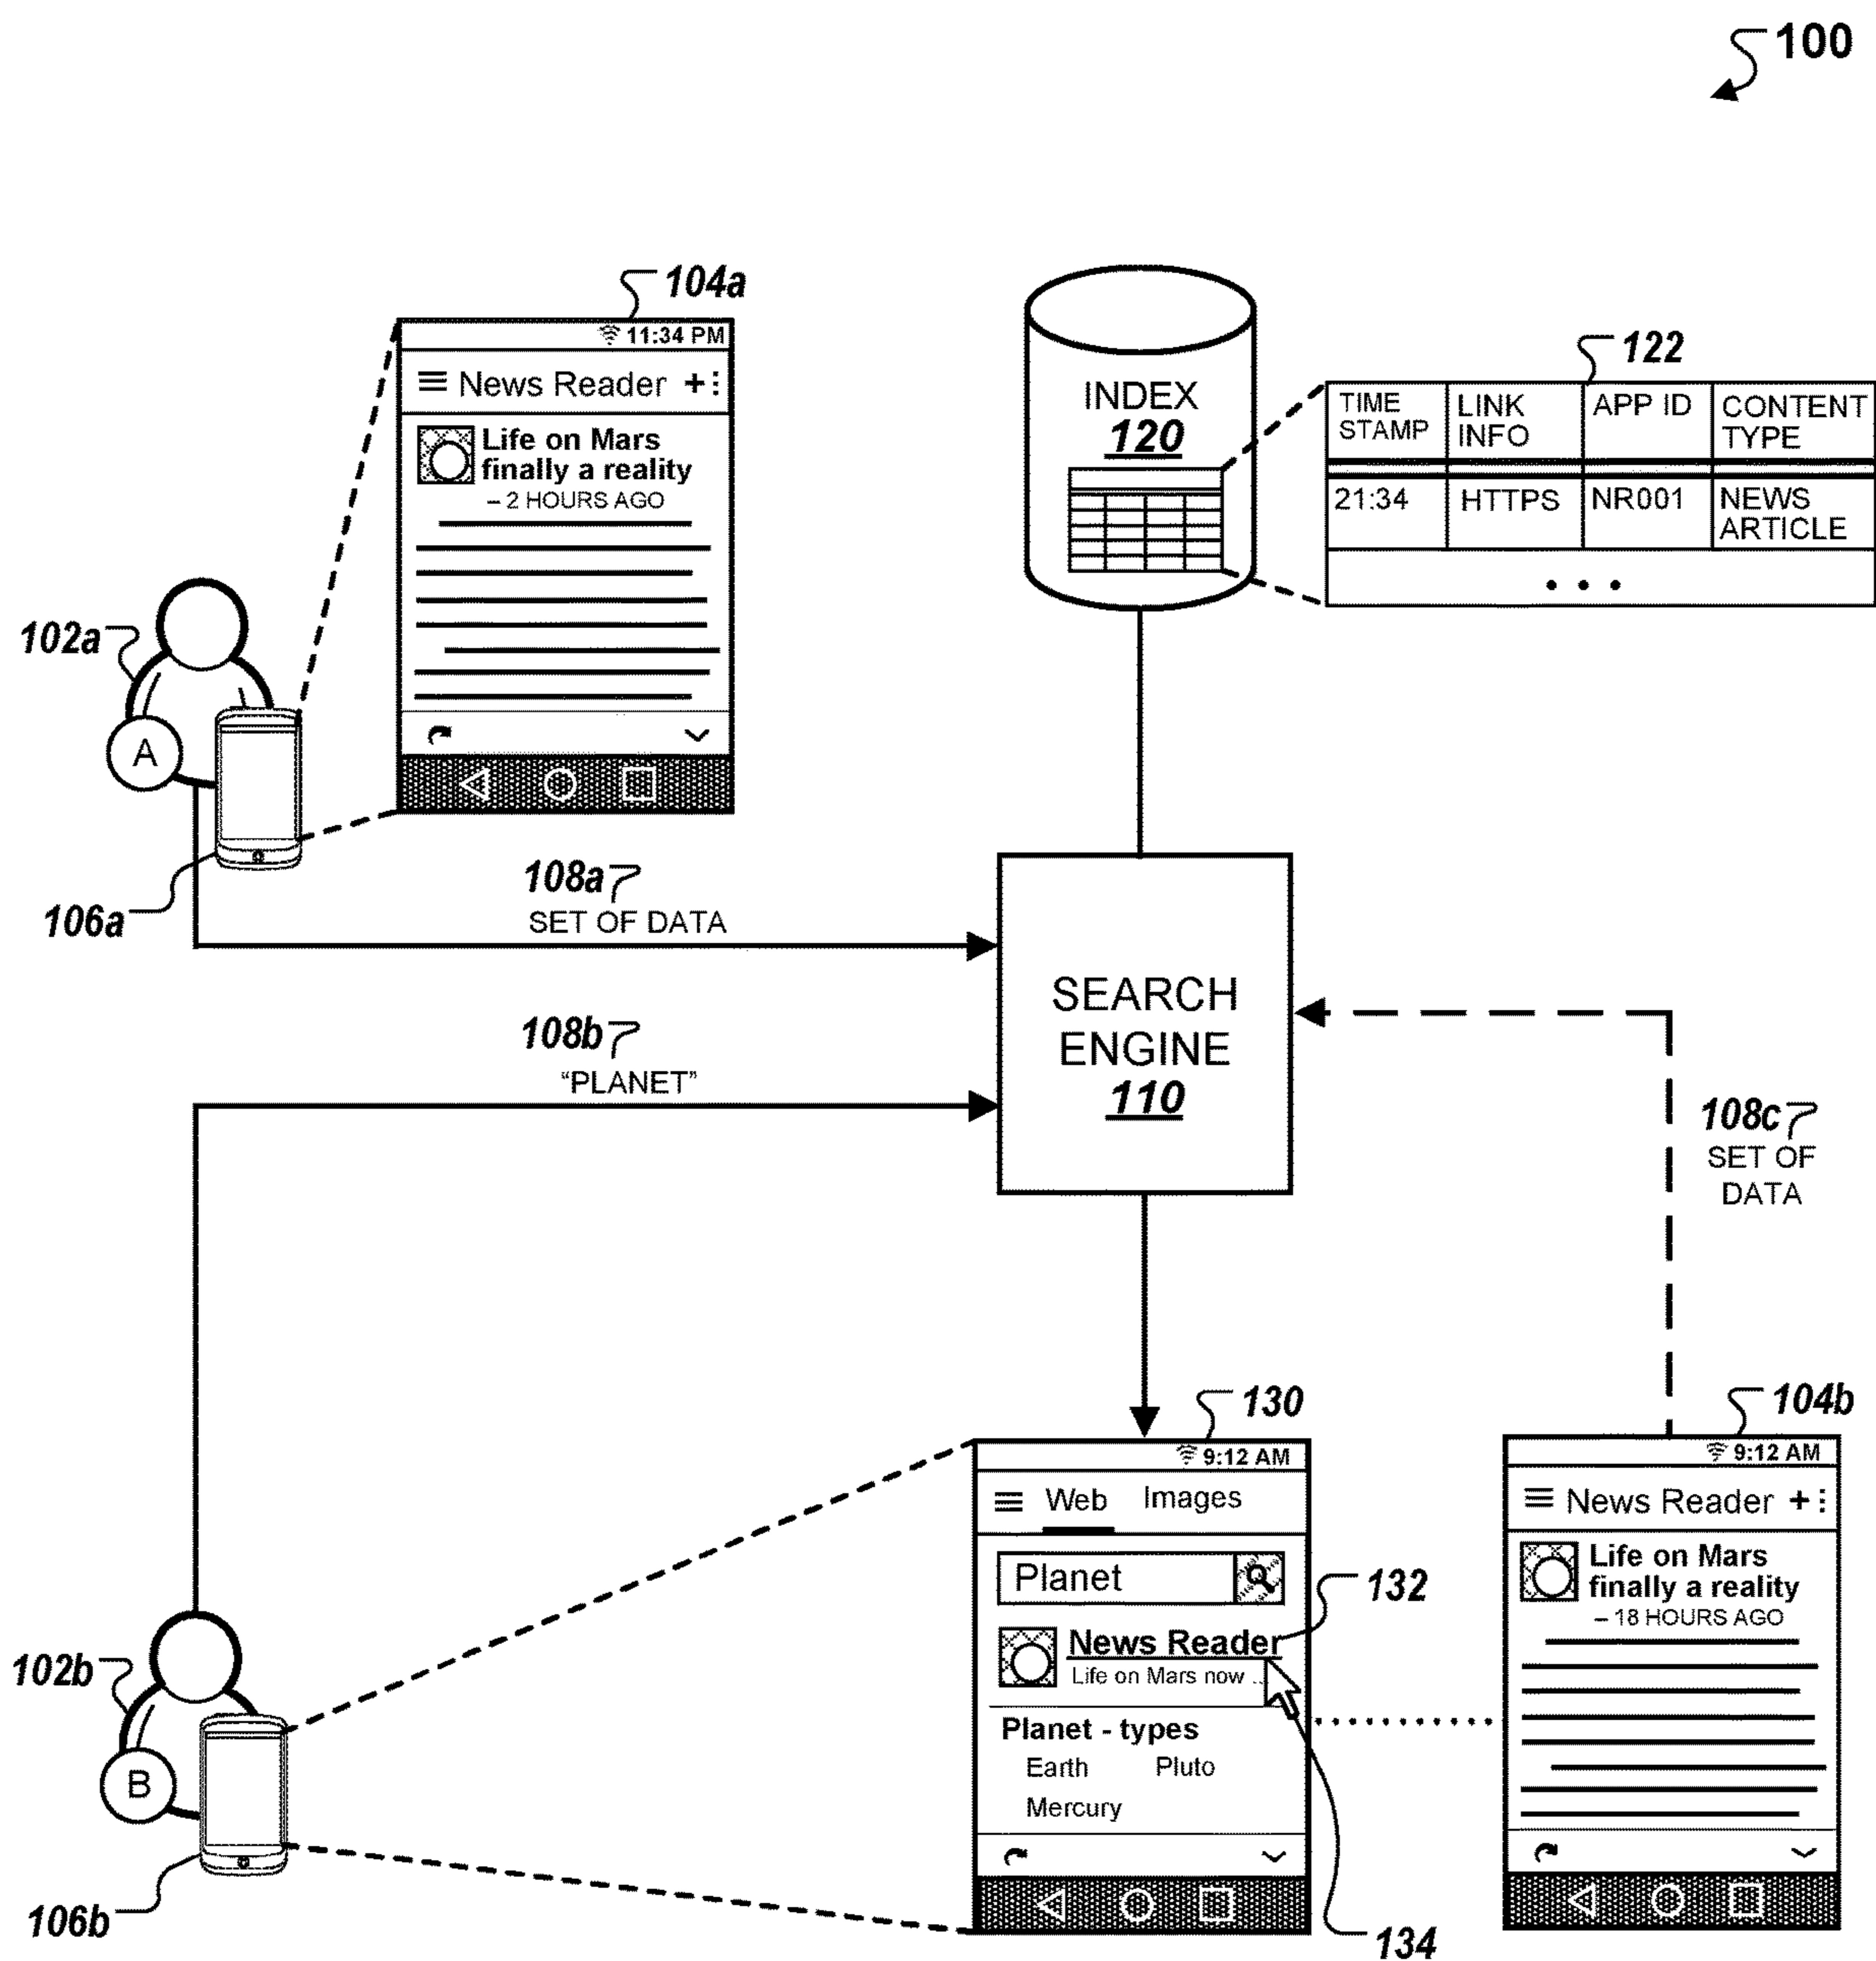 100
104a
11:34 PM
News Reader +
Life on Mars
finally a reality
– 2 HOURS AGO
102a
A
106a
INDEX
120
122
TIME STAMP LINK INFO APP ID CONTENT TYPE
21:34 HTTPS NR001 NEWS ARTICLE
• • •
108a
SET OF DATA
108b
“PLANET”
SEARCH
ENGINE
110
108c
SET OF
DATA
102b
B
106b
130
9:12 AM
Web Images
Planet
132
News Reader
Life on Mars now ..
Planet - types
Earth Pluto
Mercury
134
104b
9:12 AM
News Reader +
Life on Mars
finally a reality
– 18 HOURS AGO